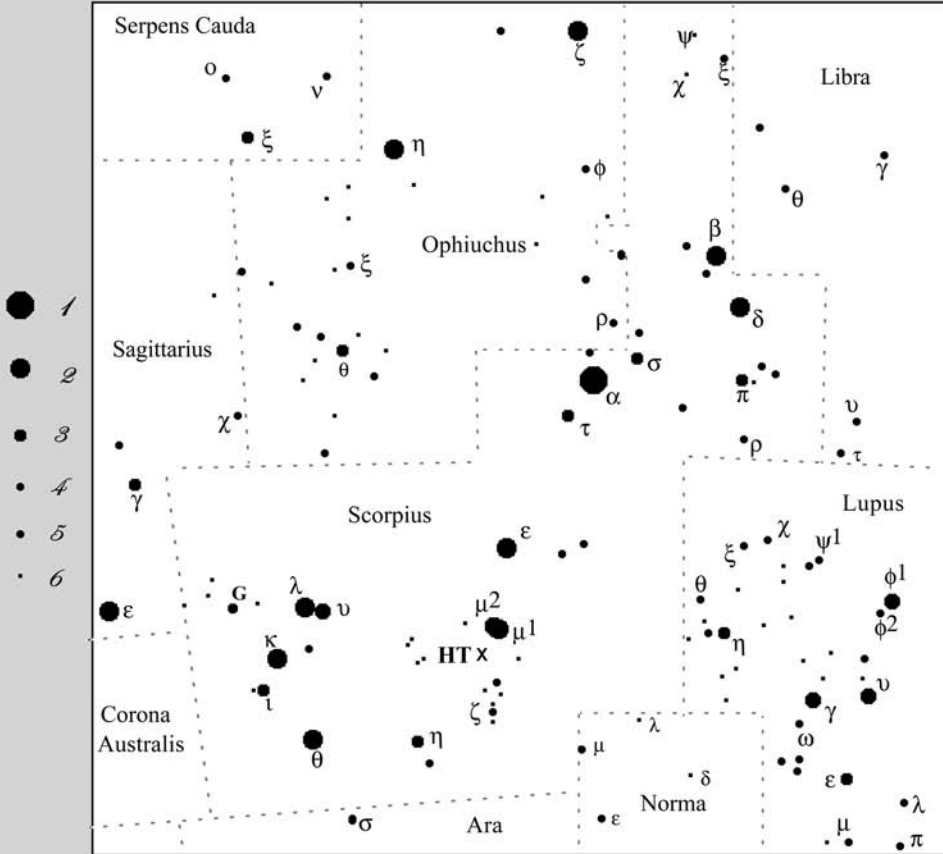 Serpens Cauda
ζ
ψ
ξ
χ
Libra
ο
ν
ξ
η
φ
γ
θ
β
Ophiuchus
ξ
1
δ
ρ
Sagittarius
σ
θ
2
α
π
χ
τ
υ
3
ρ
τ
4
γ
Scorpius
Lupus
5
ε
χ
ξ
ψ1
6
G
λ
θ
φ1
ε
υ
μ2
μ1
φ2
κ
HT x
η
ι
ζ
γ
υ
Corona
Australis
λ
η
μ
ω
θ
δ
ε
Norma
λ
σ
Ara
ε
μ
π